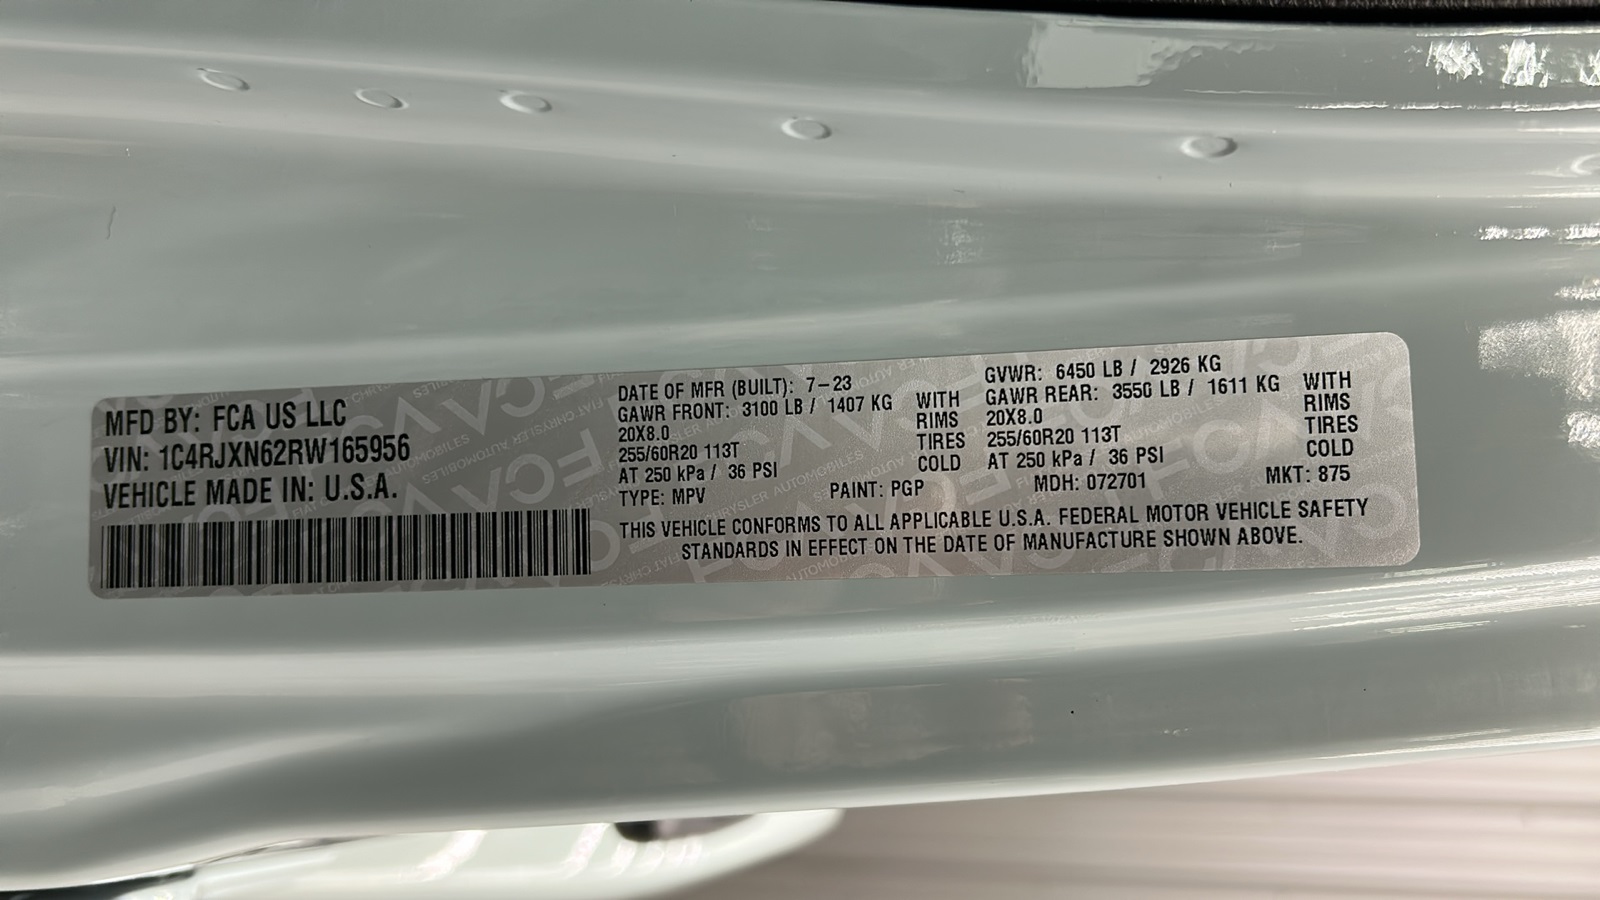 MFD BY: FCA US LLC
VIN: 1C4RJXN62RW165956
VEHICLE MADE IN: U.S.A.
DATE OF MFR (BUILT): 7-23
GAWR FRONT: 3100 LB / 1407 KG WITH
20X8.0 RIMS
255/60R20 113T TIRES
AT 250 kPa / 36 PSI COLD
GVWR: 6450 LB / 2926 KG
GAWR REAR: 3550 LB / 1611 KG WITH
20X8.0 RIMS
255/60R20 113T TIRES
AT 250 kPa / 36 PSI COLD
TYPE: MPV PAINT: PGP MDH: 072701 MKT: 875
THIS VEHICLE CONFORMS TO ALL APPLICABLE U.S.A. FEDERAL MOTOR VEHICLE SAFETY
STANDARDS IN EFFECT ON THE DATE OF MANUFACTURE SHOWN ABOVE.